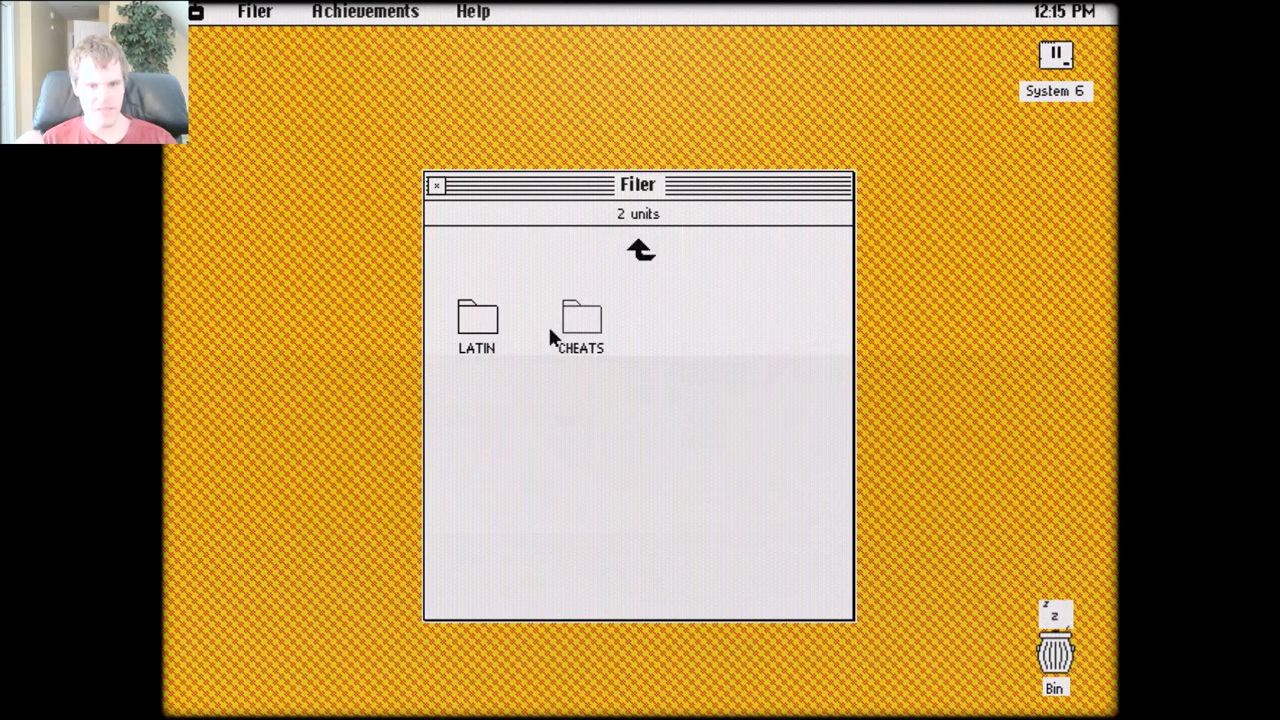 Filer Achievements Help 12:15 PM
System 6
Filer
2 units
LATIN CHEATS
z
z
Bin